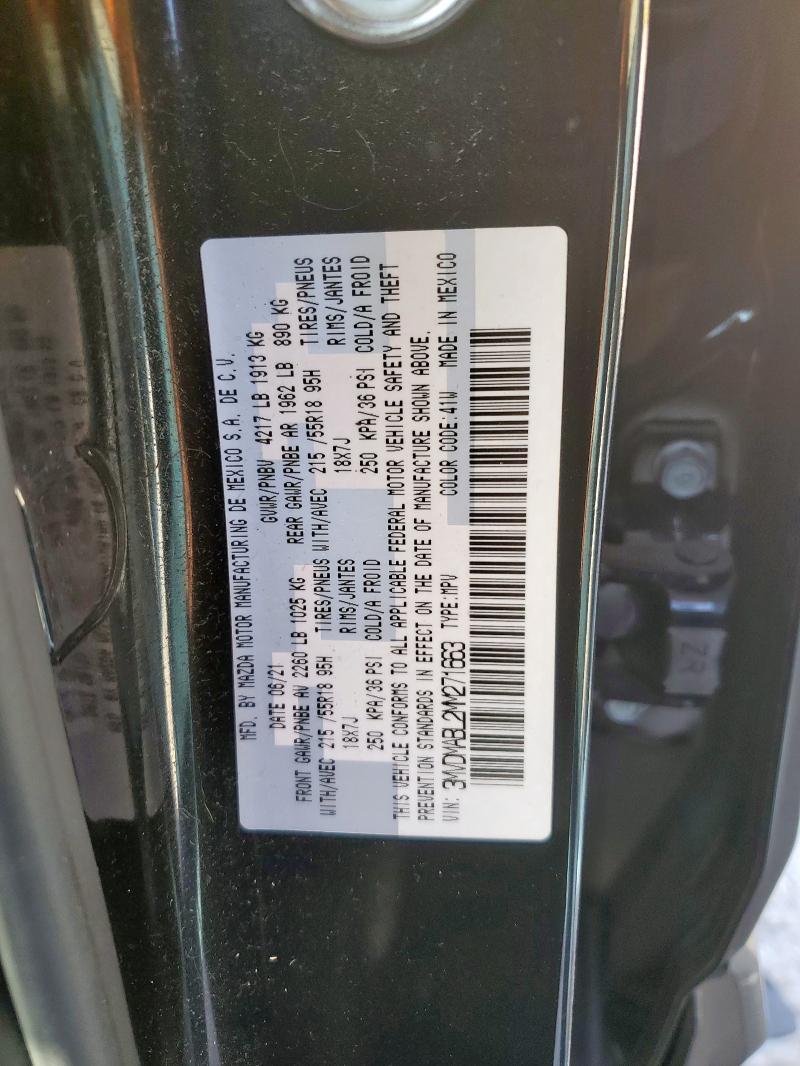 MFD. BY MAZDA MOTOR MANUFACTURING DE MEXICO S.A. DE C.V.
DATE 06/21 GVWR/PNBV 4217 LB 1913 KG
FRONT GAWR/PNBE AV 2260 LB 1025 KG REAR GAWR/PNBE AR 1962 LB 890 KG
WITH/AVEC 215 /55R18 95H TIRES/PNEUS WITH/AVEC 215 /55R18 95H TIRES/PNEUS
18X7J RIMS/JANTES 18X7J RIMS/JANTES
250 KPA/36 PSI COLD/A FROID 250 KPA/36 PSI COLD/A FROID
THIS VEHICLE CONFORMS TO ALL APPLICABLE FEDERAL MOTOR VEHICLE SAFETY AND THEFT
PREVENTION STANDARDS IN EFFECT ON THE DATE OF MANUFACTURE SHOWN ABOVE.
VIN: 3MVDMABL2MM271663 TYPE:MPV COLOR CODE:41W MADE IN MEXICO